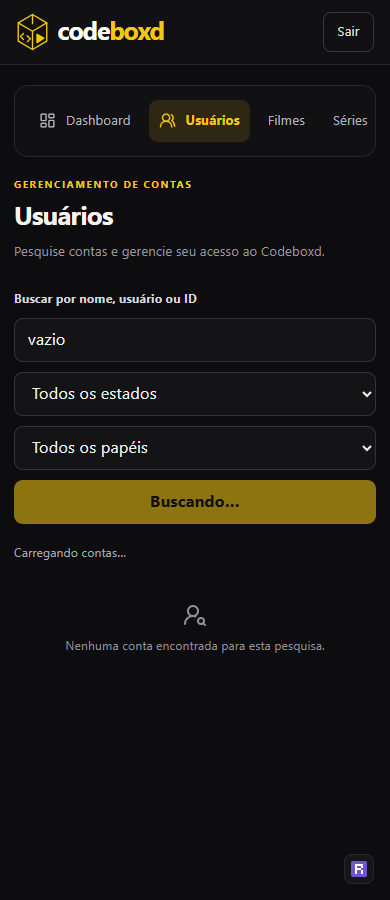 codeboxd
Sair
Dashboard
Usuários
Filmes
Séries
GERENCIAMENTO DE CONTAS
Usuários
Pesquise contas e gerencie seu acesso ao Codeboxd.
Buscar por nome, usuário ou ID
vazio
Todos os estados
Todos os papéis
Buscando...
Carregando contas...
Nenhuma conta encontrada para esta pesquisa.
R